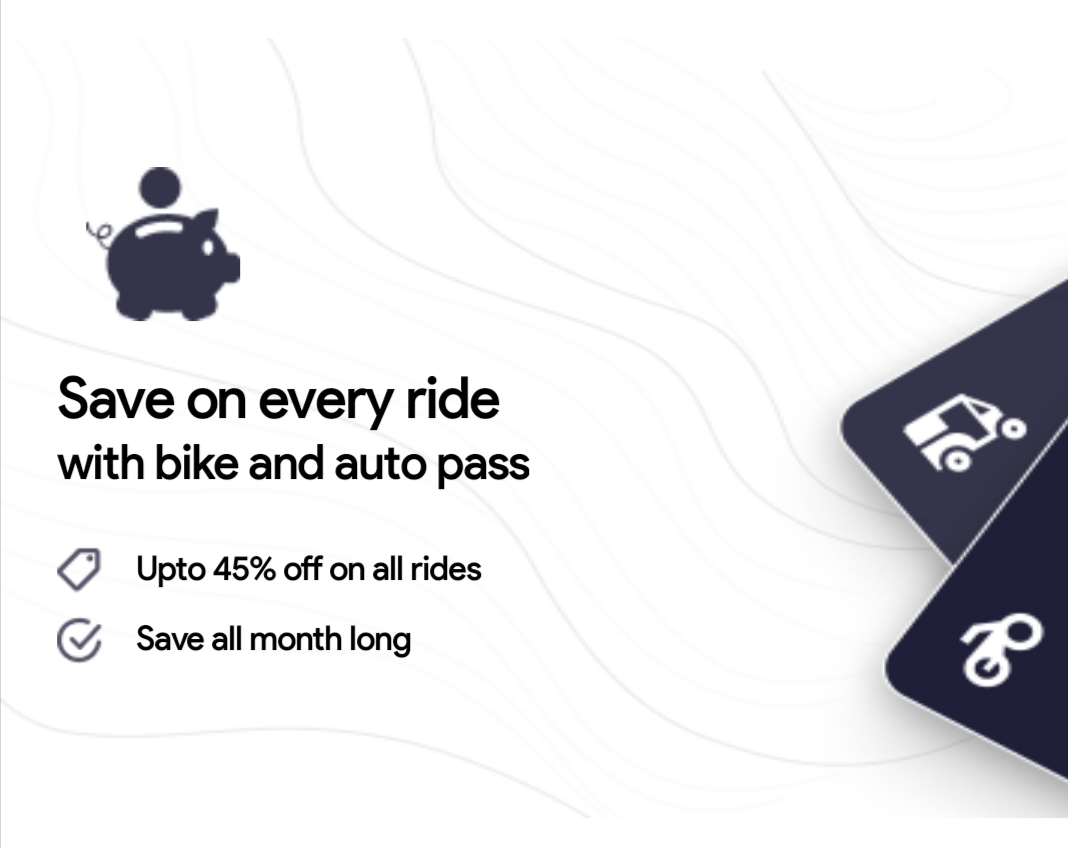 Save on every ride
with bike and auto pass
Upto 45% off on all rides
Save all month long